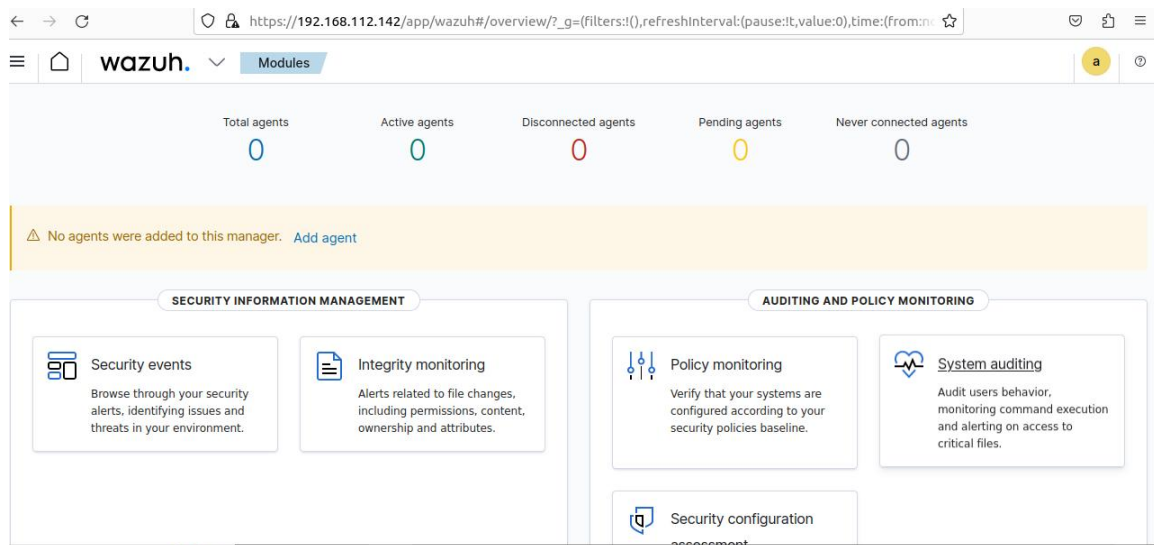 https://192.168.112.142/app/wazuh#/overview/?_g=(filters:!(),refreshInterval:(pause:!t,value:0),time:(from:no
wazuh.
Modules
a
Total agents
Active agents
Disconnected agents
Pending agents
Never connected agents
0
0
0
0
0
No agents were added to this manager. Add agent
SECURITY INFORMATION MANAGEMENT
Security events
Browse through your security
alerts, identifying issues and
threats in your environment.
Integrity monitoring
Alerts related to file changes,
including permissions, content,
ownership and attributes.
AUDITING AND POLICY MONITORING
Policy monitoring
Verify that your systems are
configured according to your
security policies baseline.
System auditing
Audit users behavior,
monitoring command execution
and alerting on access to
critical files.
Security configuration
assessment